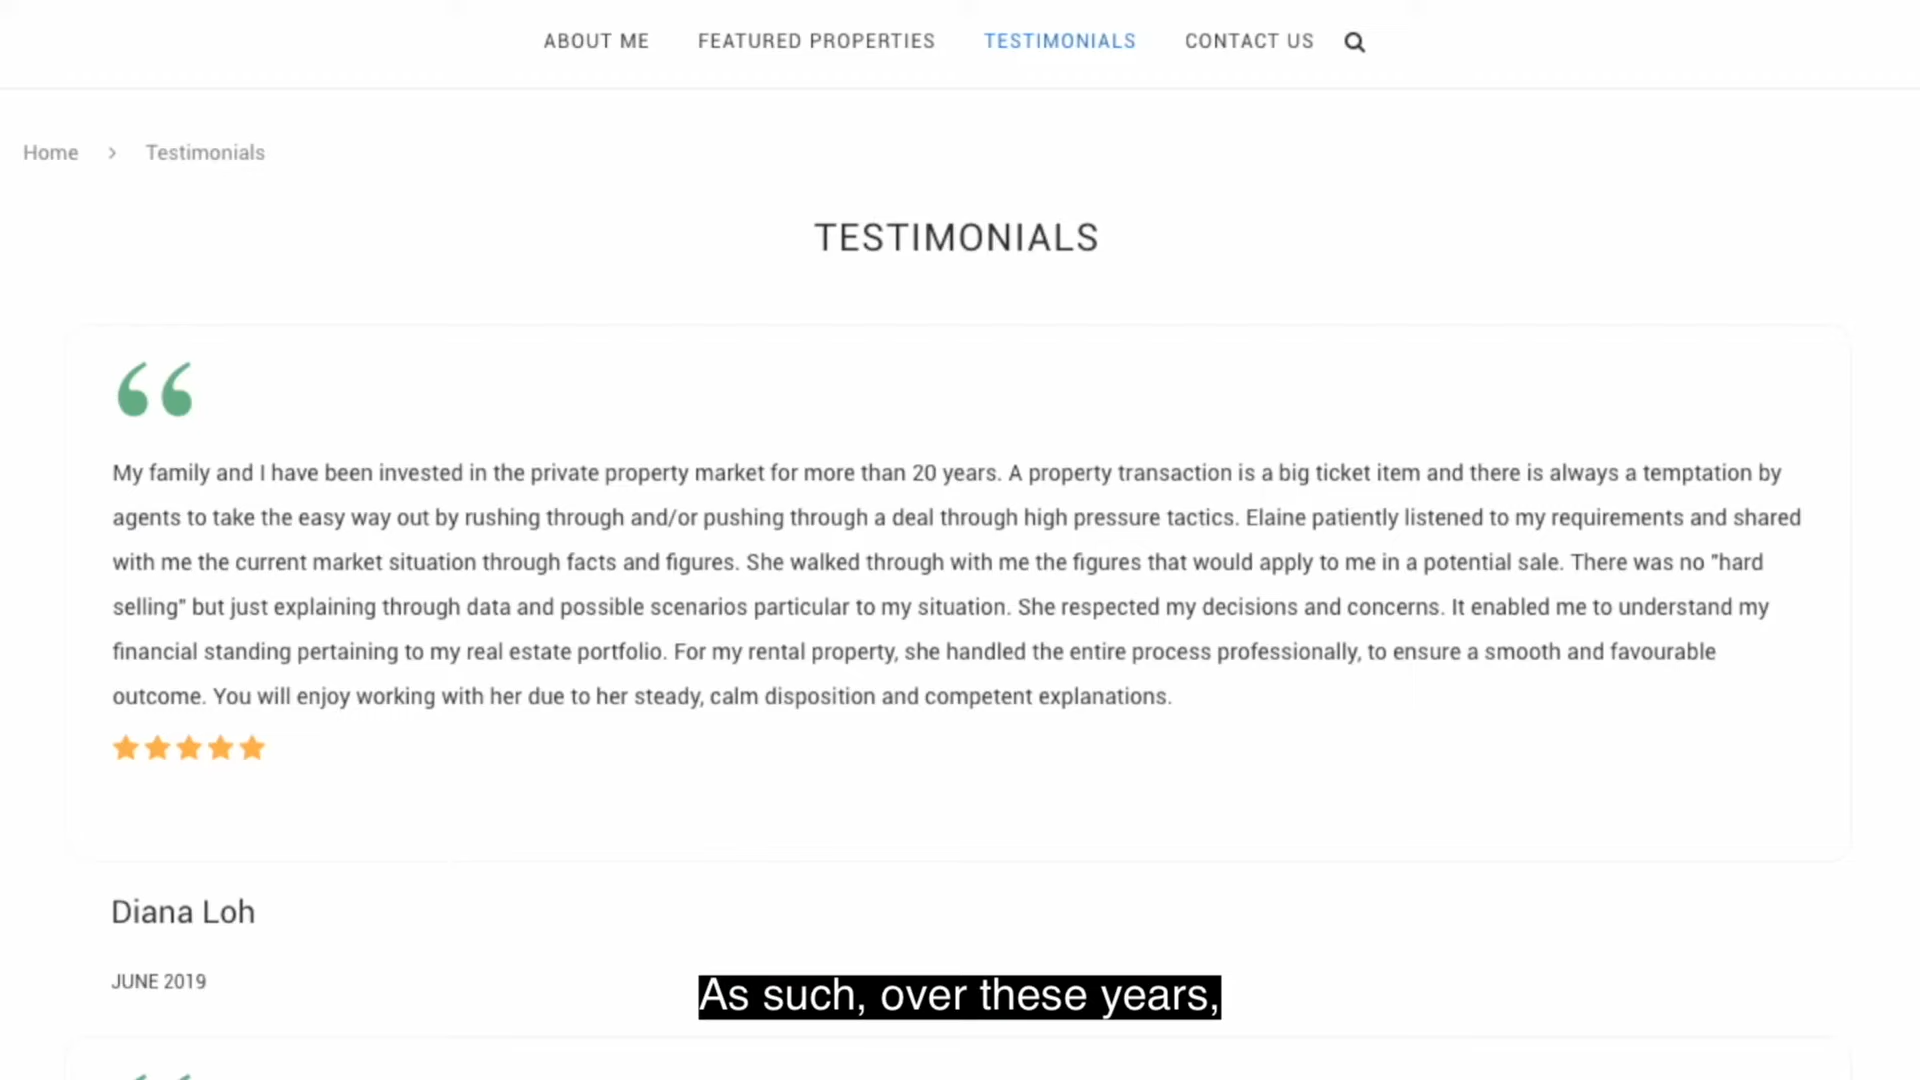 ABOUT ME FEATURED PROPERTIES TESTIMONIALS CONTACT US
Home > Testimonials
TESTIMONIALS
“
My family and I have been invested in the private property market for more than 20 years. A property transaction is a big ticket item and there is always a temptation by
agents to take the easy way out by rushing through and/or pushing through a deal through high pressure tactics. Elaine patiently listened to my requirements and shared
with me the current market situation through facts and figures. She walked through with me the figures that would apply to me in a potential sale. There was no "hard
selling" but just explaining through data and possible scenarios particular to my situation. She respected my decisions and concerns. It enabled me to understand my
financial standing pertaining to my real estate portfolio. For my rental property, she handled the entire process professionally, to ensure a smooth and favourable
outcome. You will enjoy working with her due to her steady, calm disposition and competent explanations.
Diana Loh
JUNE 2019
As such, over these years,